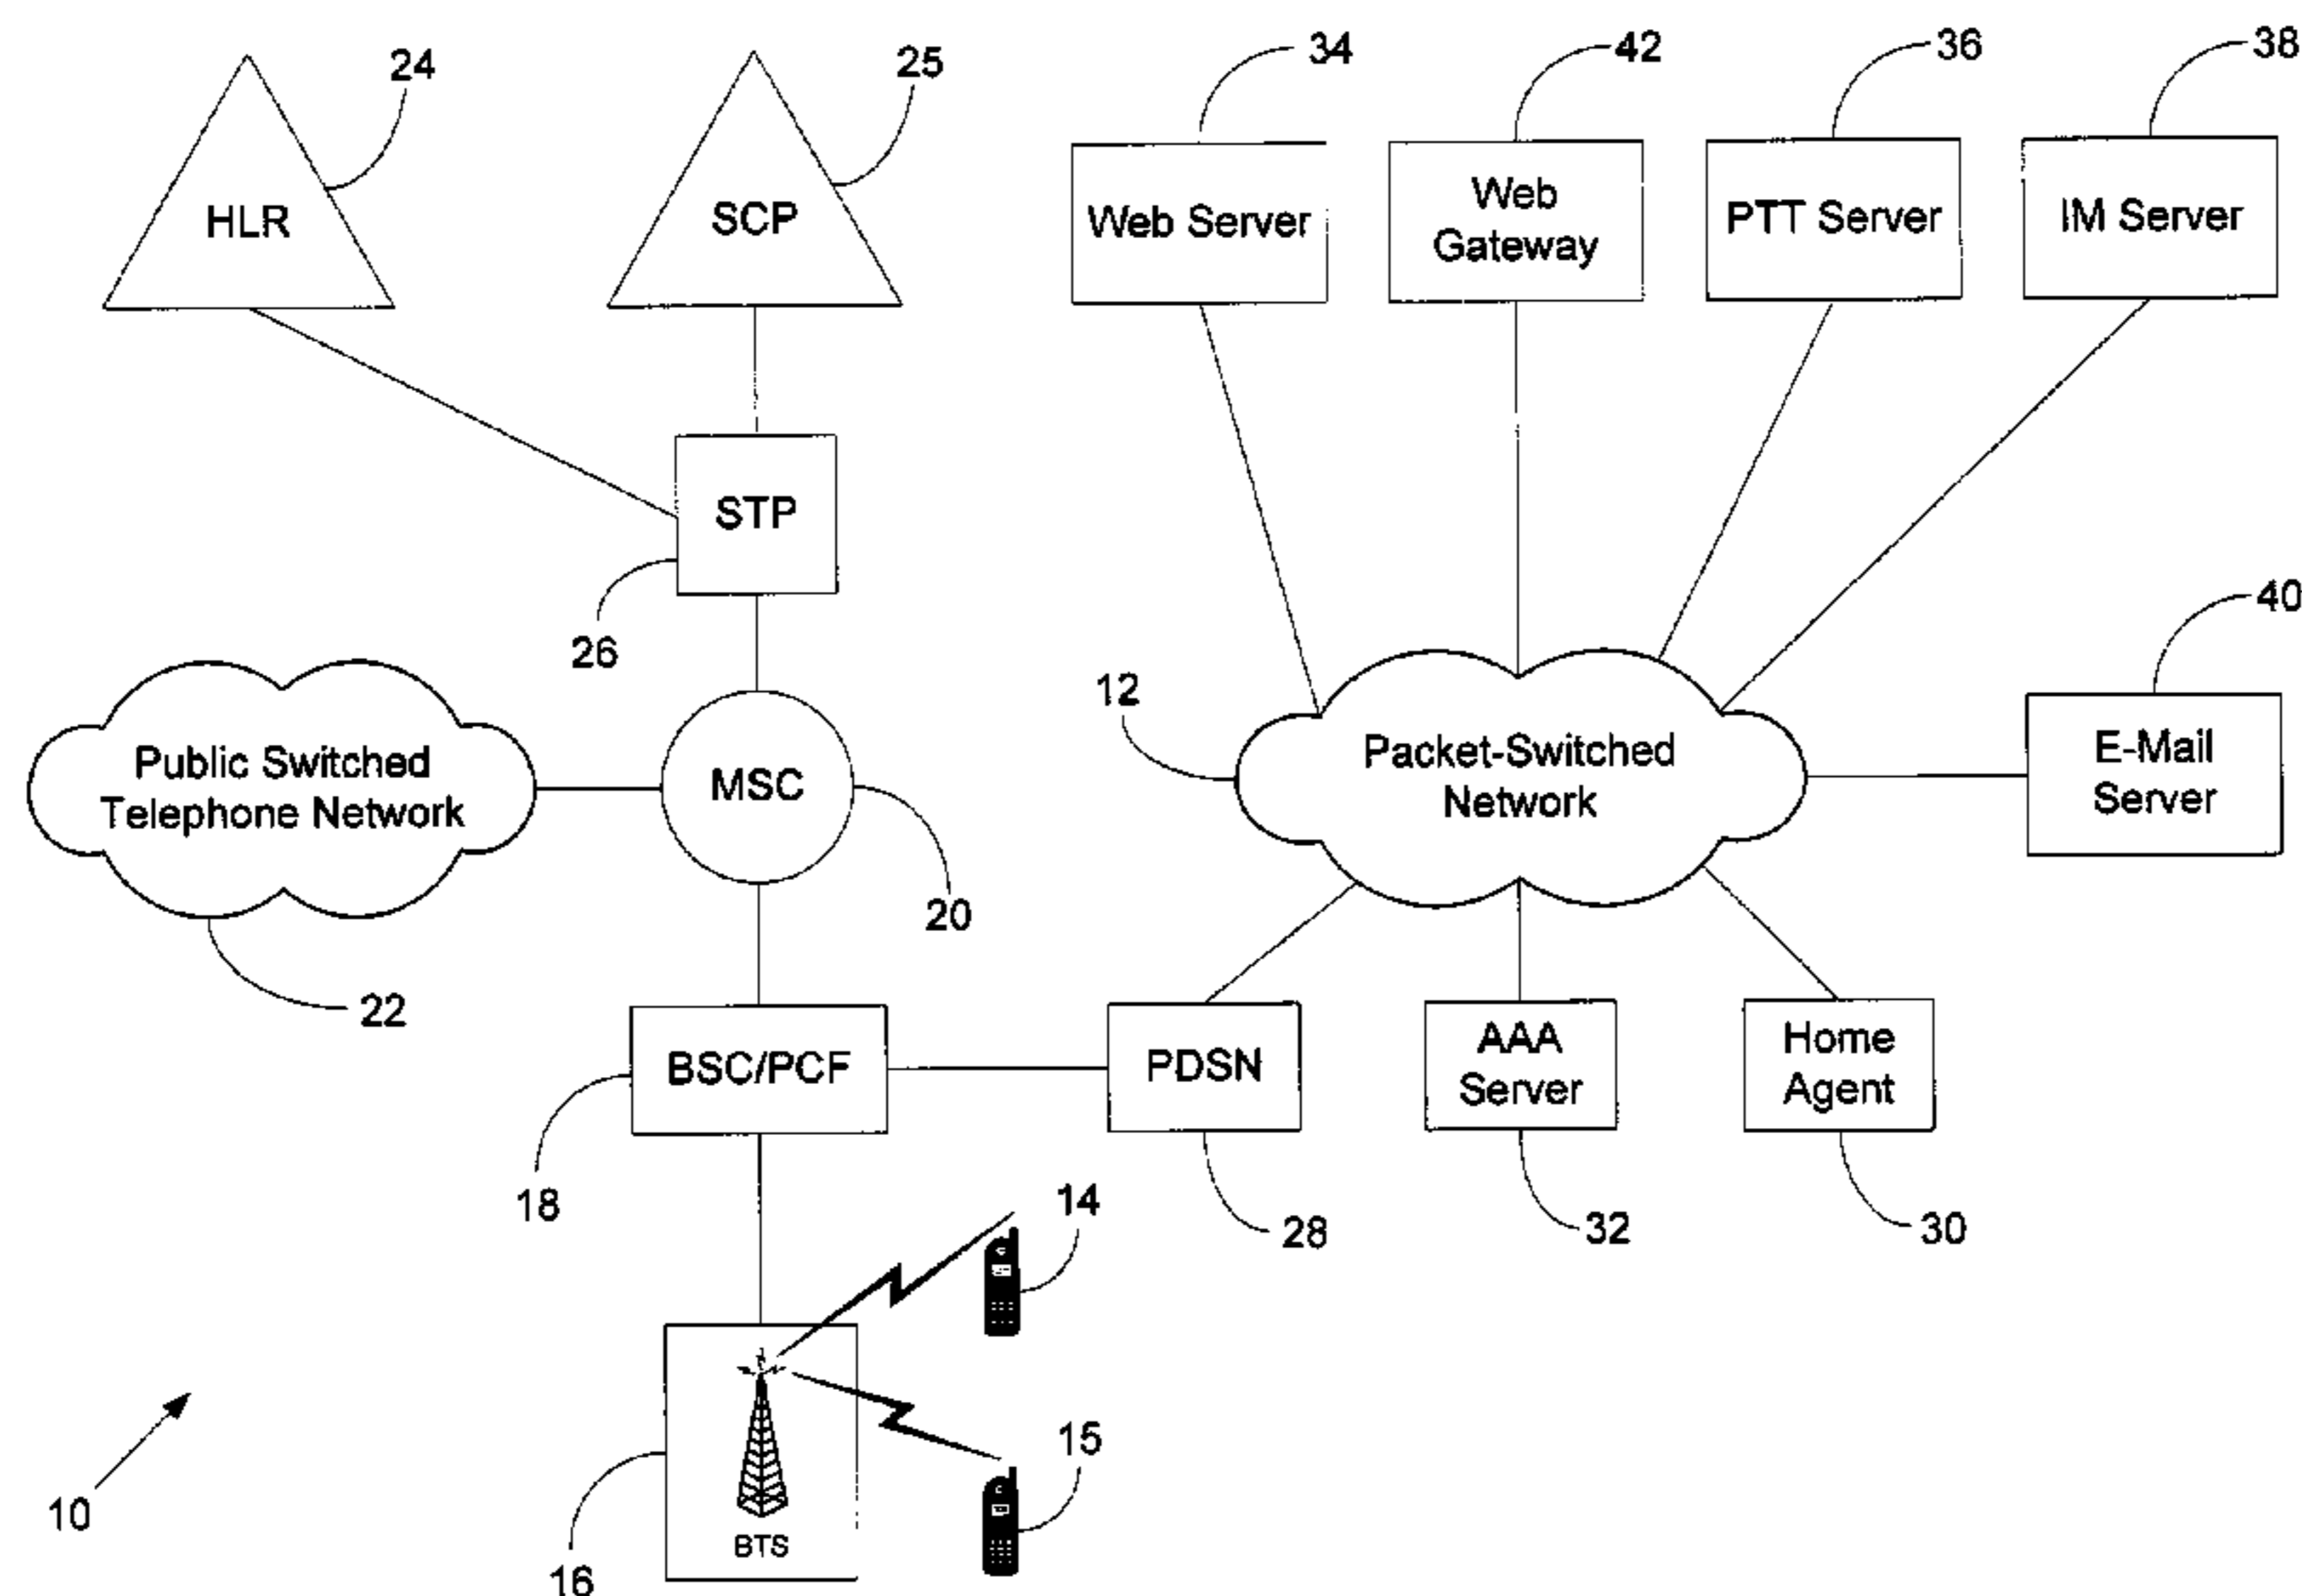 24
25
34
42
36
38
HLR
SCP
Web Server
Web
Gateway
PTT Server
IM Server
STP
26
40
12
Public Switched
Telephone Network
MSC
Packet-Switched
Network
E-Mail
Server
20
22
BSC/PCF
PDSN
AAA
Server
Home
Agent
18
14
28
32
30
15
10
BTS
16